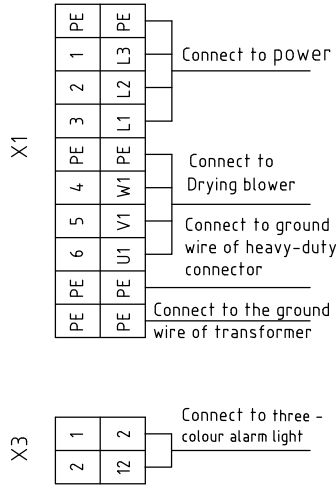 X1
PE PE
1 L3
2 L2
3 L1
PE PE
4 W1
5 V1
6 U1
PE PE
PE PE
Connect to power
Connect to
Drying blower
Connect to ground
wire of heavy-duty
connector
Connect to the ground
wire of transformer
X3
1 2
2 12
Connect to three -
colour alarm light